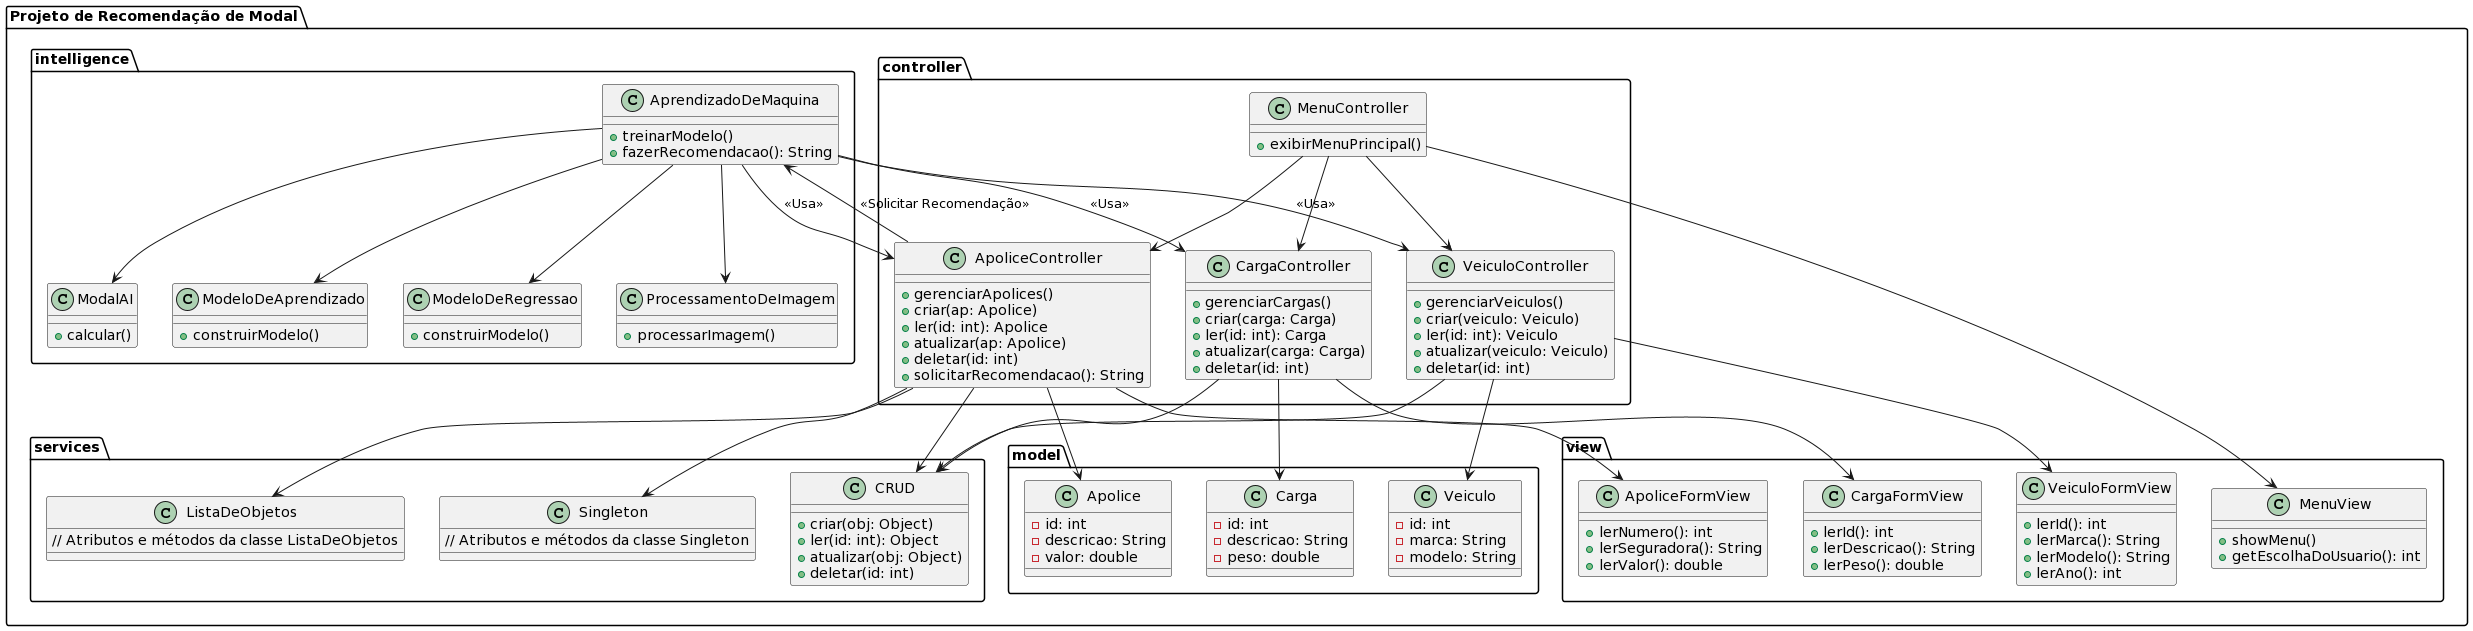 Projeto de Recomendação de Modal
intelligence
AprendizadoDeMaquina
treinarModelo()
fazerRecomendacao(): String
ModalAI
calcular()
ModeloDeAprendizado
construirModelo()
ModeloDeRegressao
construirModelo()
ProcessamentoDeImagem
processarImagem()
controller
MenuController
exibirMenuPrincipal()
«Usa»
«Solicitar Recomendação»
«Usa»
«Usa»
ApoliceController
gerenciarApolices()
criar(ap: Apolice)
ler(id: int): Apolice
atualizar(ap: Apolice)
deletar(id: int)
solicitarRecomendacao(): String
CargaController
gerenciarCargas()
criar(carga: Carga)
ler(id: int): Carga
atualizar(carga: Carga)
deletar(id: int)
VeiculoController
gerenciarVeiculos()
criar(veiculo: Veiculo)
ler(id: int): Veiculo
atualizar(veiculo: Veiculo)
deletar(id: int)
services
ListaDeObjetos
// Atributos e métodos da classe ListaDeObjetos
Singleton
// Atributos e métodos da classe Singleton
CRUD
criar(obj: Object)
ler(id: int): Object
atualizar(obj: Object)
deletar(id: int)
model
Apolice
id: int
descricao: String
valor: double
Carga
id: int
descricao: String
peso: double
Veiculo
id: int
marca: String
modelo: String
view
ApoliceFormView
lerNumero(): int
lerSeguradora(): String
lerValor(): double
CargaFormView
lerId(): int
lerDescricao(): String
lerPeso(): double
VeiculoFormView
lerId(): int
lerMarca(): String
lerModelo(): String
lerAno(): int
MenuView
showMenu()
getEscolhaDoUsuario(): int